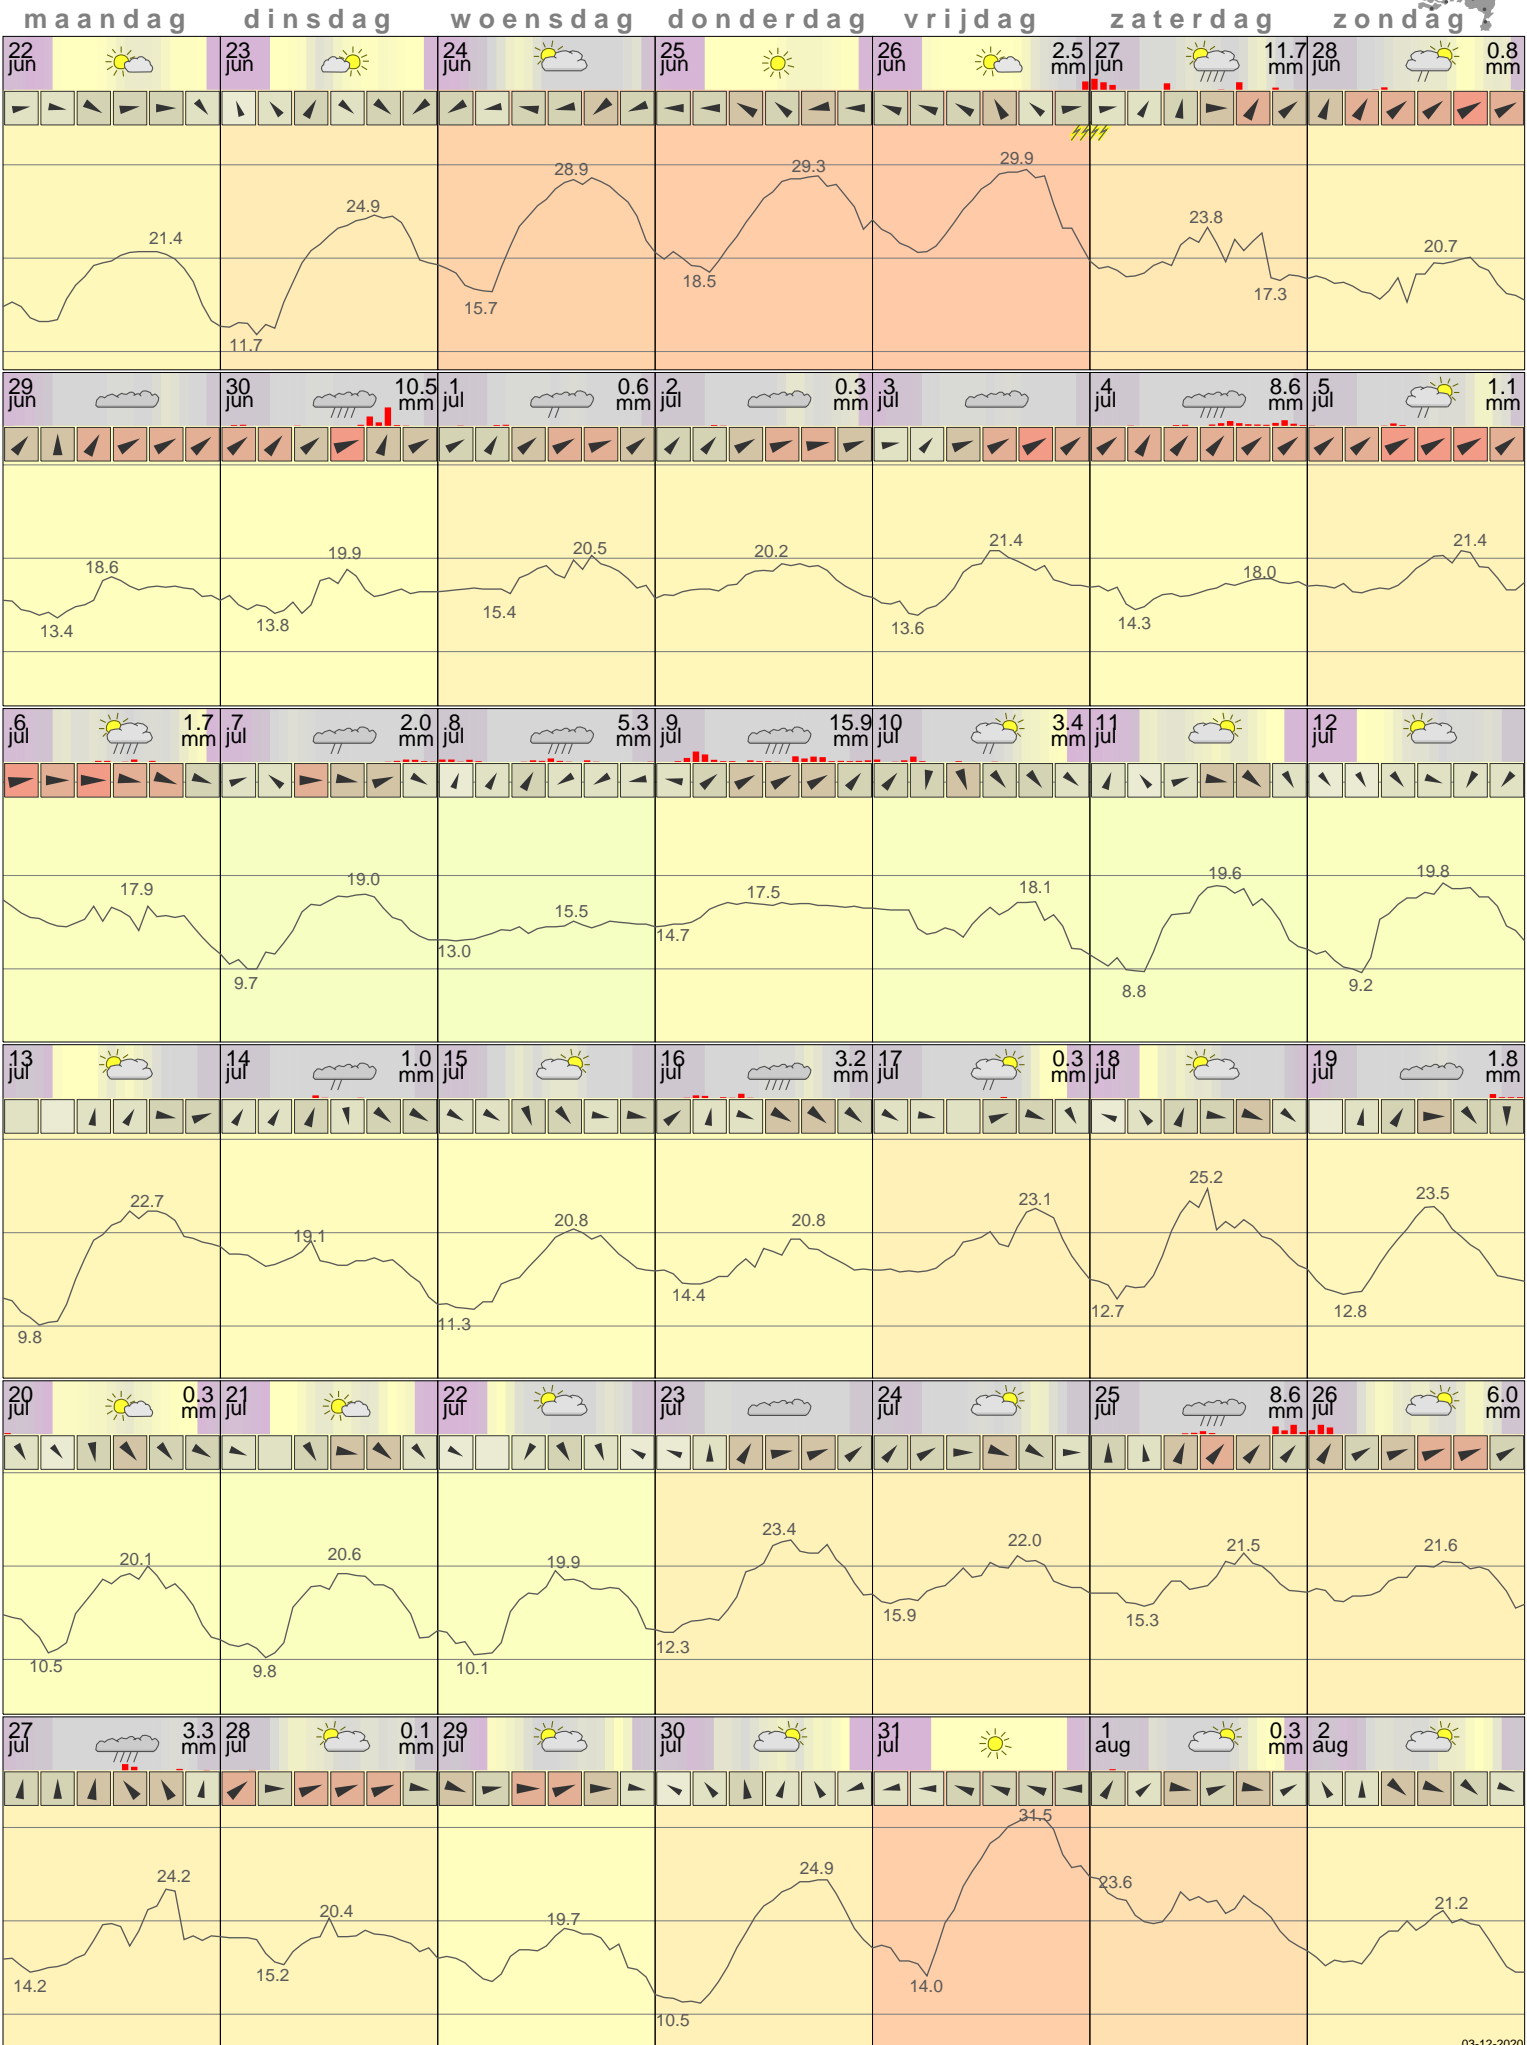 maandag dinsdag woensdag donderdag vrijdag zaterdag zondag
22 jun
23 jun
24 jun
25 jun
26 jun 2.5 mm
27 jun 11.7 mm
28 jun 0.8 mm
21.4
24.9
11.7
28.9
15.7
29.3
18.5
29.9
23.8
17.3
20.7
29 jun
30 jun 10.5 mm
1 jul 0.6 mm
2 jul 0.3 mm
3 jul
4 jul 8.6 mm
5 jul 1.1 mm
18.6
13.4
19.9
13.8
20.5
15.4
20.2
21.4
13.6
18.0
14.3
21.4
6 jul 1.7 mm
7 jul 2.0 mm
8 jul 5.3 mm
9 jul 15.9 mm
10 jul 3.4 mm
11 jul
12 jul
17.9
19.0
9.7
15.5
13.0
17.5
14.7
18.1
19.6
8.8
19.8
9.2
13 jul
14 jul 1.0 mm
15 jul
16 jul 3.2 mm
17 jul 0.3 mm
18 jul
19 jul 1.8 mm
22.7
9.8
19.1
20.8
11.3
20.8
14.4
23.1
25.2
12.7
23.5
12.8
20 jul 0.3 mm
21 jul
22 jul
23 jul
24 jul
25 jul 8.6 mm
26 jul 6.0 mm
20.1
10.5
20.6
9.8
19.9
10.1
23.4
12.3
22.0
15.9
21.5
15.3
21.6
27 jul 3.3 mm
28 jul 0.1 mm
29 jul
30 jul
31 jul
1 aug 0.3 mm
2 aug
24.2
14.2
20.4
15.2
19.7
24.9
10.5
31.5
14.0
23.6
21.2
03-12-2020